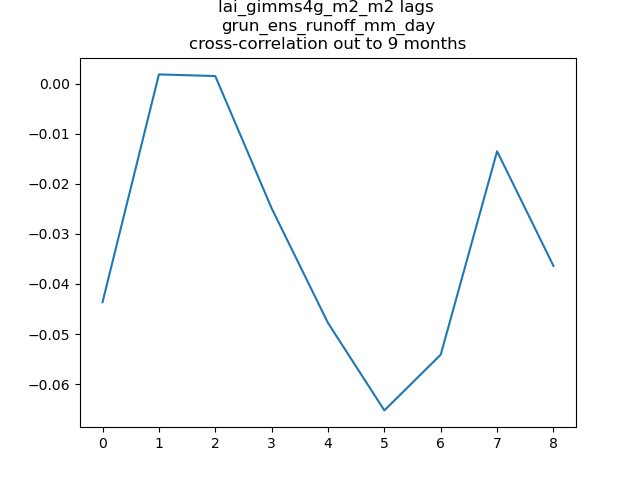 lai_gimms4g_m2_m2 lags
grun_ens_runoff_mm_day
cross-correlation out to 9 months
0.00
−0.01
−0.02
−0.03
−0.04
−0.05
−0.06
0 1 2 3 4 5 6 7 8